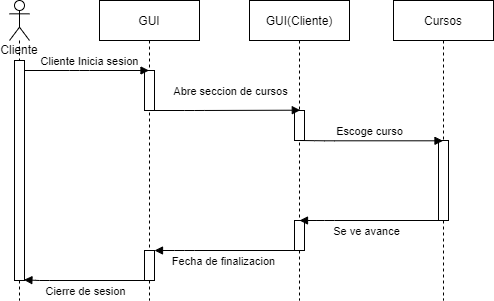 GUI
GUI(Cliente)
Cursos
Cliente
Cliente Inicia sesion
Abre seccion de cursos
Escoge curso
Se ve avance
Fecha de finalizacion
Cierre de sesion